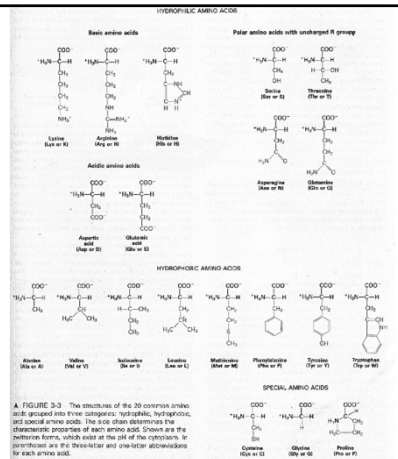 HYDROPHILIC AMINO ACIDS
Basic amino acids
Polar amino acids with uncharged R groups
Lysine
(Lys or K)
Arginine
(Arg or R)
Histidine
(His or H)
Serine
(Ser or S)
Threonine
(Thr or T)
Asparagine
(Asn or N)
Glutamine
(Gln or Q)
Acidic amino acids
Aspartic
acid
(Asp or D)
Glutamic
acid
(Glu or E)
HYDROPHOBIC AMINO ACIDS
Alanine
(Ala or A)
Valine
(Val or V)
Isoleucine
(Ile or I)
Leucine
(Leu or L)
Methionine
(Met or M)
Phenylalanine
(Phe or F)
Tyrosine
(Tyr or Y)
Tryptophan
(Trp or W)
SPECIAL AMINO ACIDS
Cysteine
(Cys or C)
Glycine
(Gly or G)
Proline
(Pro or P)
▲ FIGURE 3-3 The structures of the 20 common amino
acids grouped into three categories: hydrophilic, hydrophobic,
and special amino acids. The side chain determines the
characteristic properties of each amino acid. Shown are the
zwitterion forms, which exist at the pH of the cytoplasm. In
parentheses are the three-letter and one-letter abbreviations
for each amino acid.